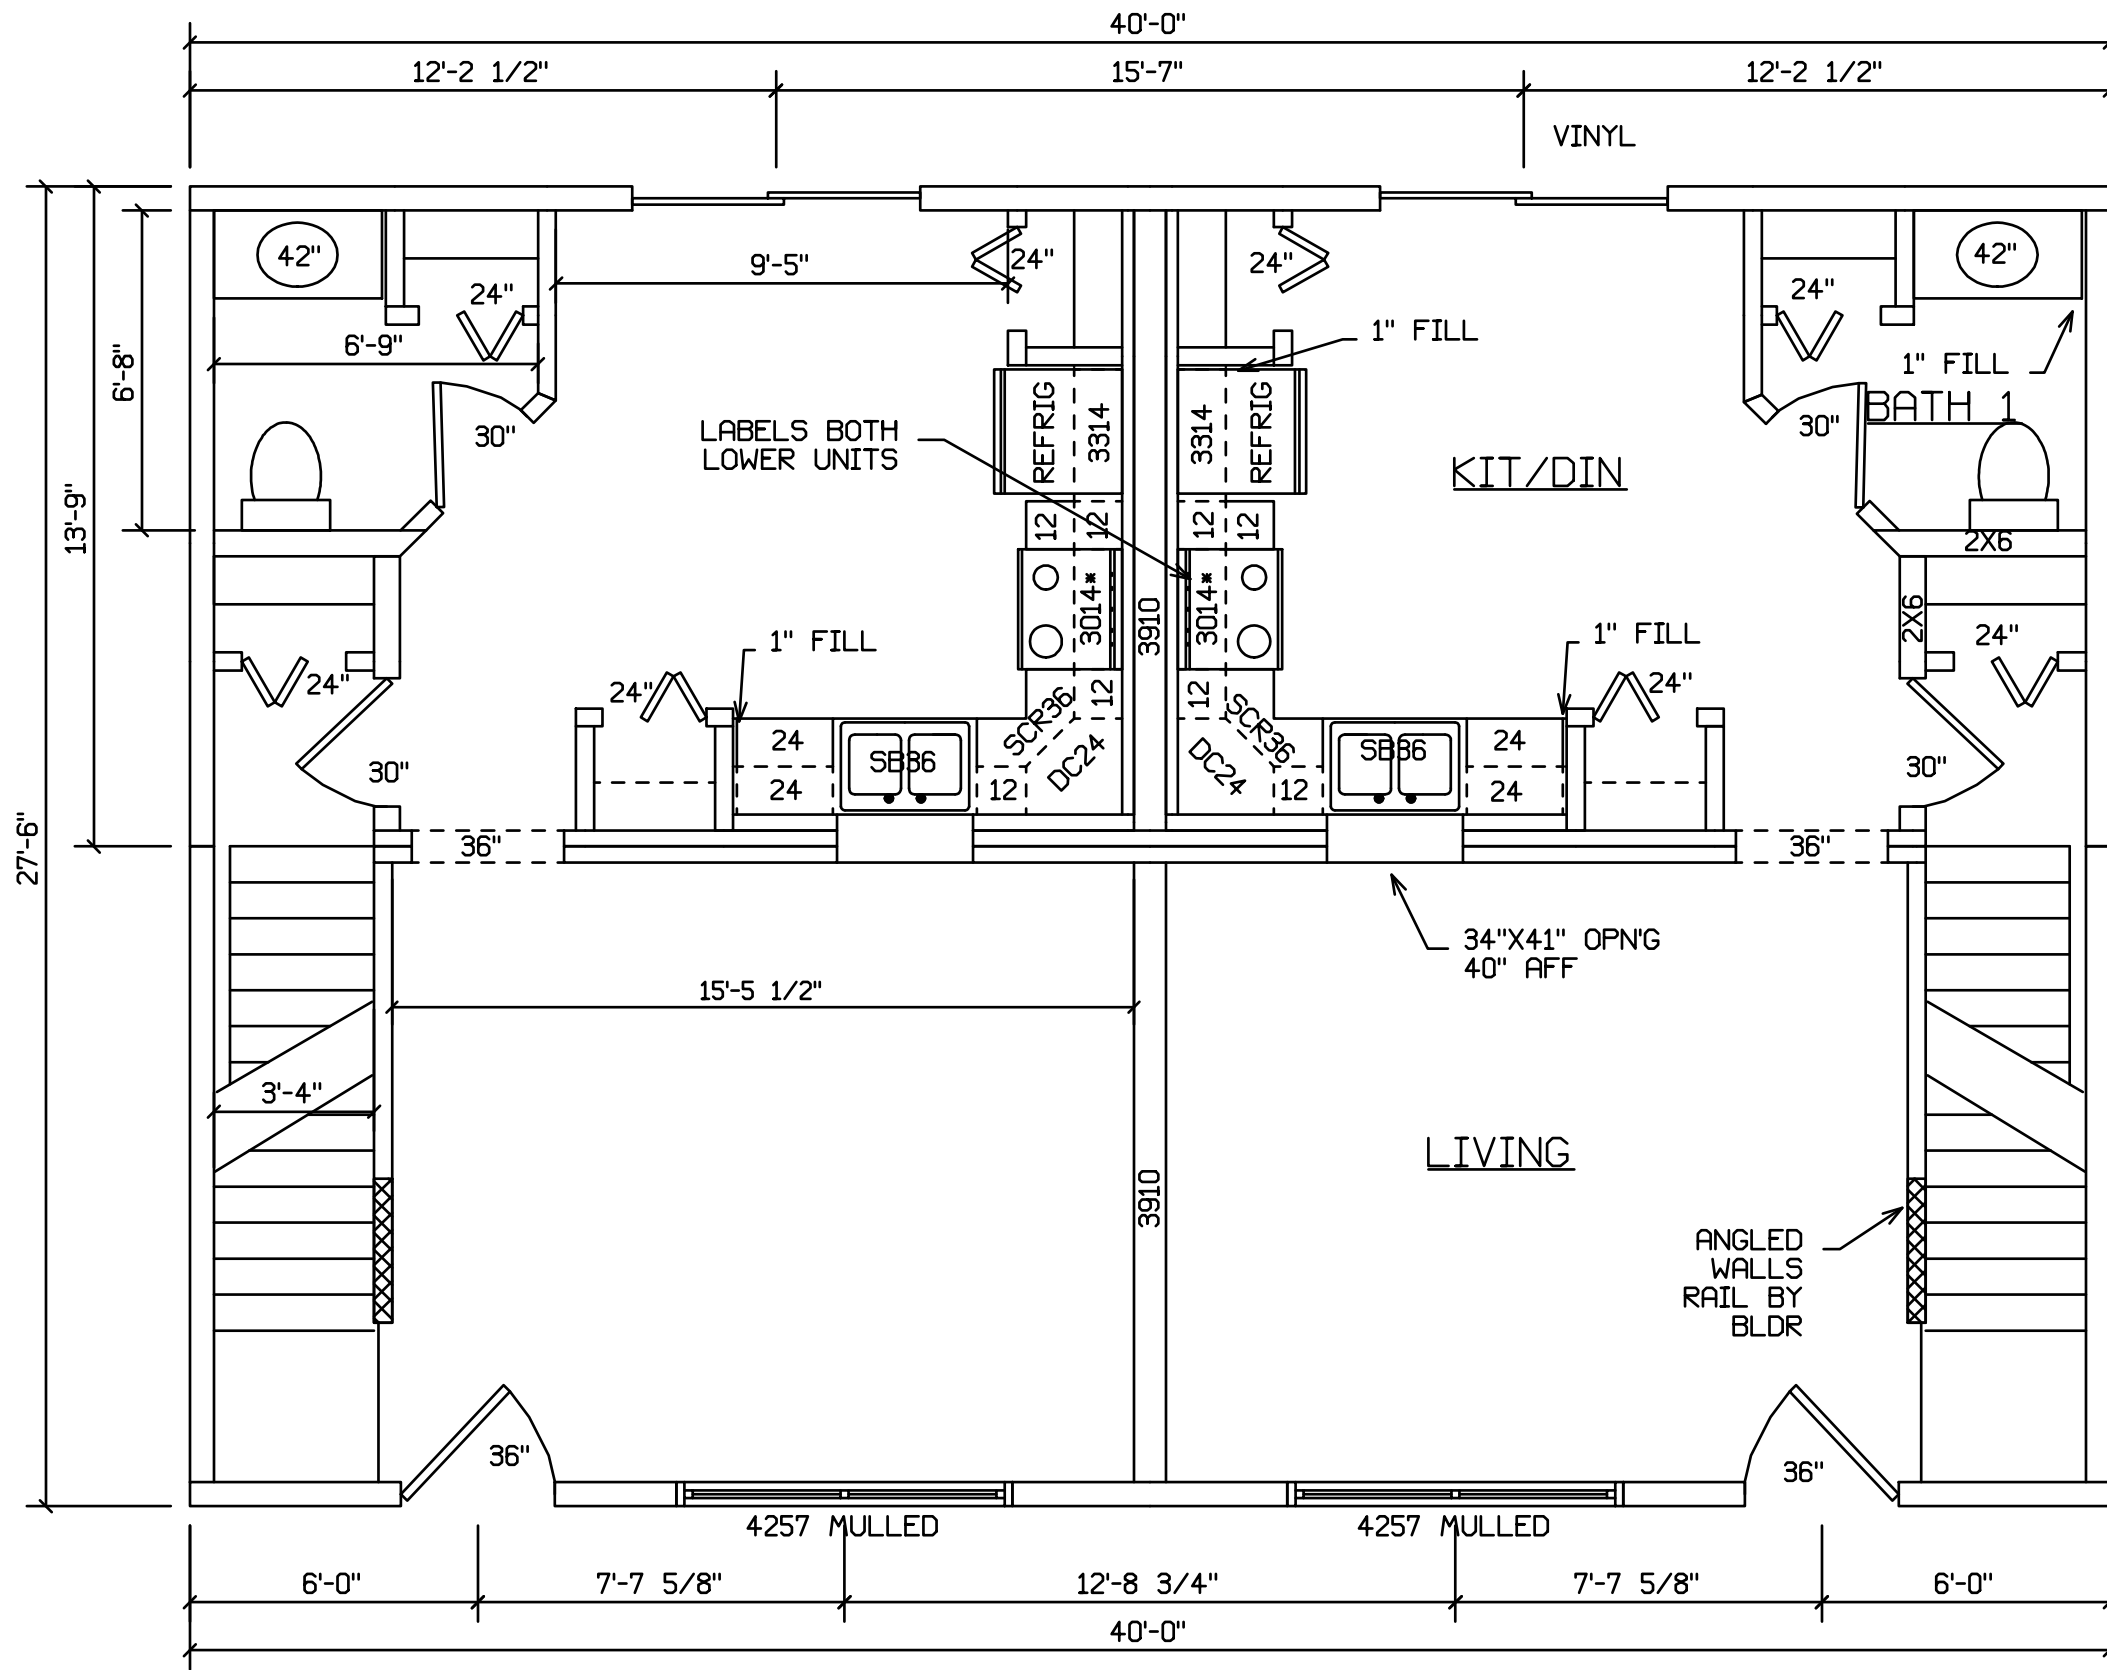 40'-0"
12'-2 1/2"
15'-7"
12'-2 1/2"
VINYL
42"
24"
9'-5"
24"
24"
24"
42"
6'-9"
1" FILL
1" FILL
6'-8"
BATH 1
30"
LABELS BOTH
LOWER UNITS
REFRIG
3314
3314
REFRIG
30"
KIT/DIN
13'-9"
12
12
12
12
2X6
3014*
3014*
3910
2X6
1" FILL
1" FILL
24"
24"
24"
24"
12
12
SCR36
SCR36
DC24
DC24
24
SB36
SB36
24
30"
30"
24
12
12
24
27'-6"
36"
36"
34"X41" OPN'G
40" AFF
15'-5 1/2"
3'-4"
LIVING
3910
ANGLED
WALLS
RAIL BY
BLDR
36"
36"
4257 MULLED
4257 MULLED
6'-0"
7'-7 5/8"
12'-8 3/4"
7'-7 5/8"
6'-0"
40'-0"